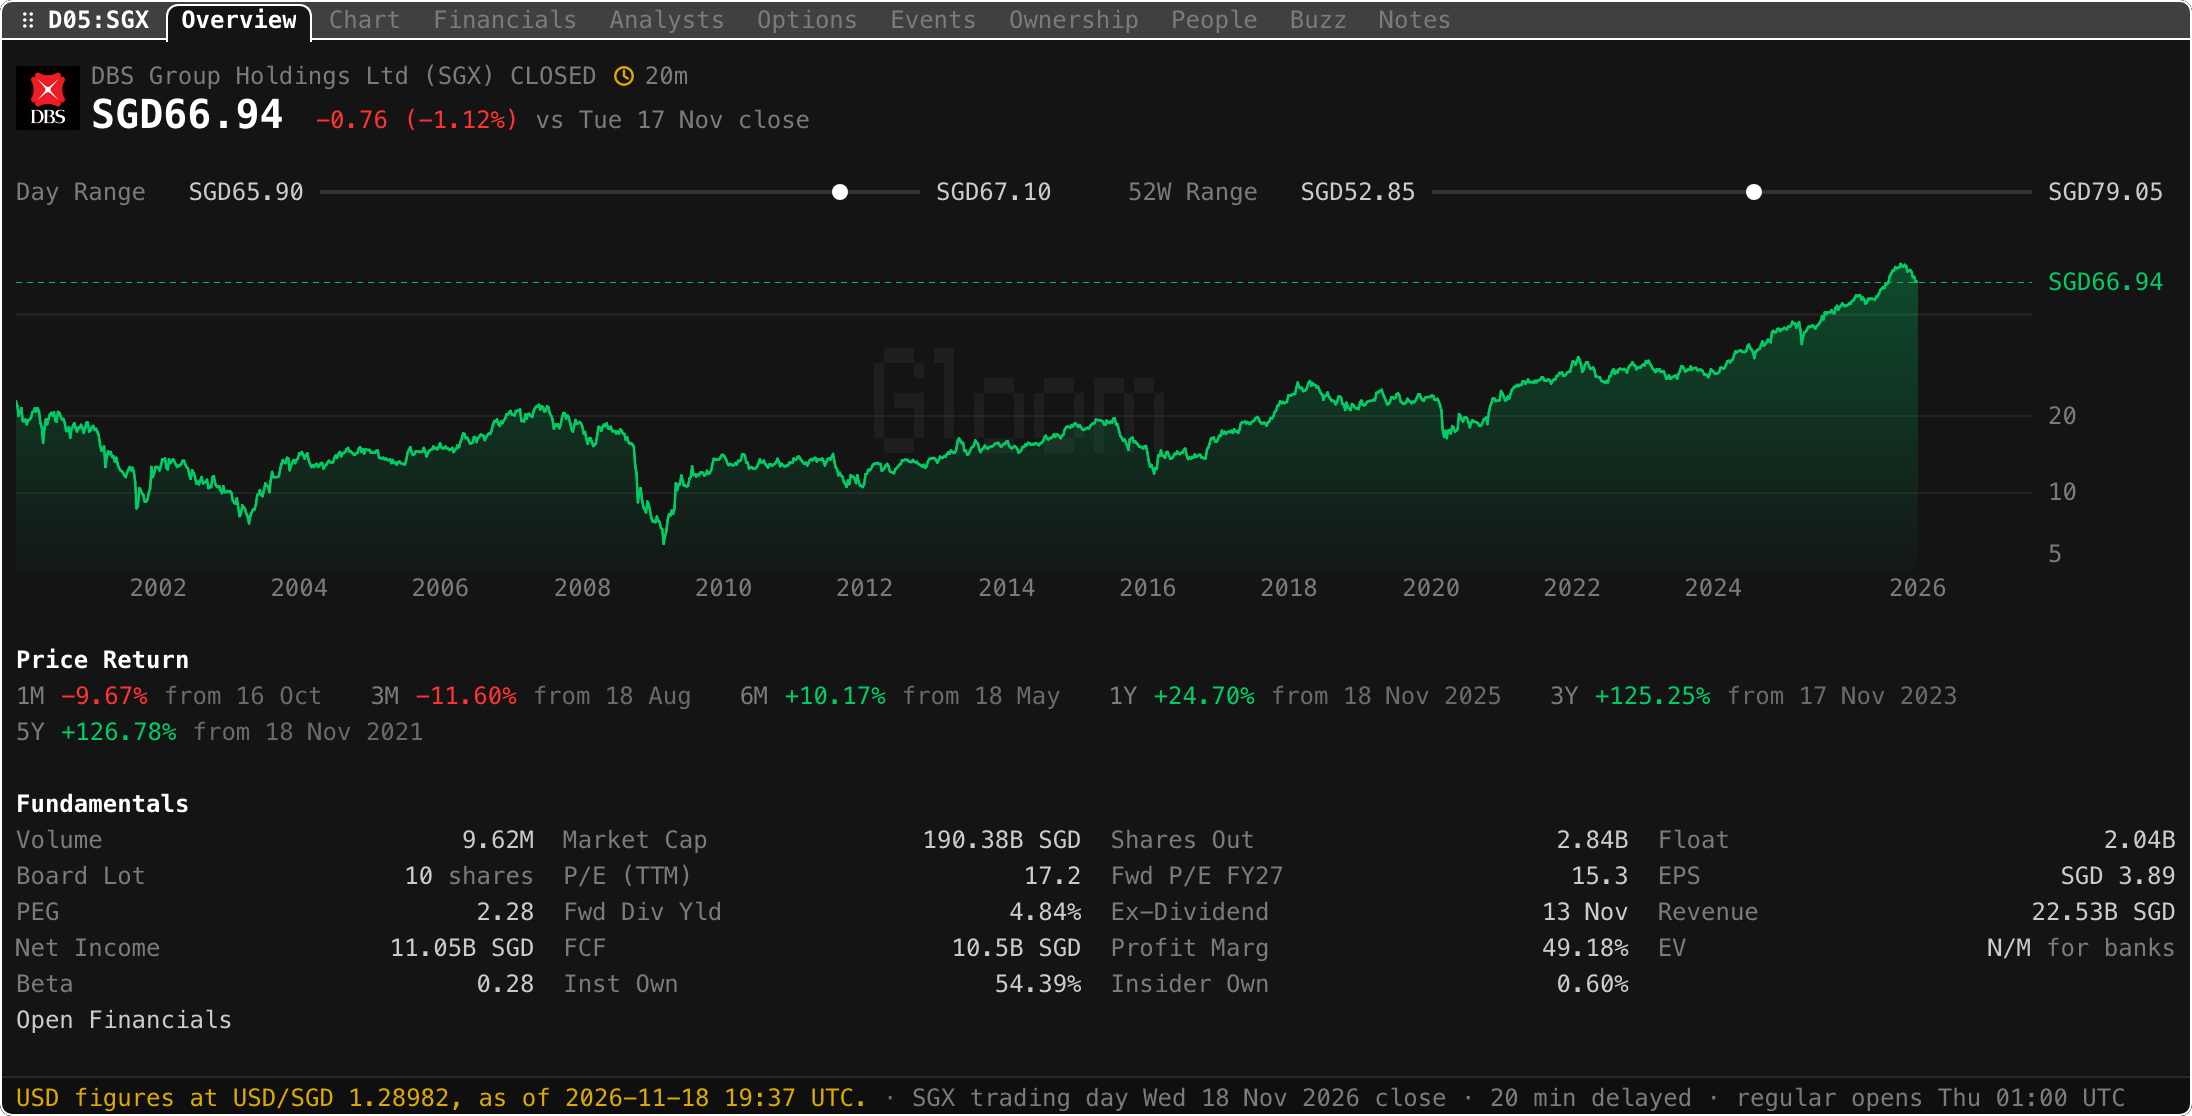 D05:SGX Overview Chart Financials Analysts Options Events Ownership People Buzz Notes
DBS Group Holdings Ltd (SGX) CLOSED 20m
DBS
SGD66.94 −0.76 (−1.12%) vs Tue 17 Nov close
Day Range SGD65.90 SGD67.10 52W Range SGD52.85 SGD79.05
SGD66.94
Gloom
20
10
5
2002 2004 2006 2008 2010 2012 2014 2016 2018 2020 2022 2024 2026
Price Return
1M −9.67% from 16 Oct 3M −11.60% from 18 Aug 6M +10.17% from 18 May 1Y +24.70% from 18 Nov 2025 3Y +125.25% from 17 Nov 2023
5Y +126.78% from 18 Nov 2021
Fundamentals
Volume 9.62M Market Cap 190.38B SGD Shares Out 2.84B Float 2.04B
Board Lot 10 shares P/E (TTM) 17.2 Fwd P/E FY27 15.3 EPS SGD 3.89
PEG 2.28 Fwd Div Yld 4.84% Ex−Dividend 13 Nov Revenue 22.53B SGD
Net Income 11.05B SGD FCF 10.5B SGD Profit Marg 49.18% EV N/M for banks
Beta 0.28 Inst Own 54.39% Insider Own 0.60%
Open Financials
USD figures at USD/SGD 1.28982, as of 2026−11−18 19:37 UTC. · SGX trading day Wed 18 Nov 2026 close · 20 min delayed · regular opens Thu 01:00 UTC